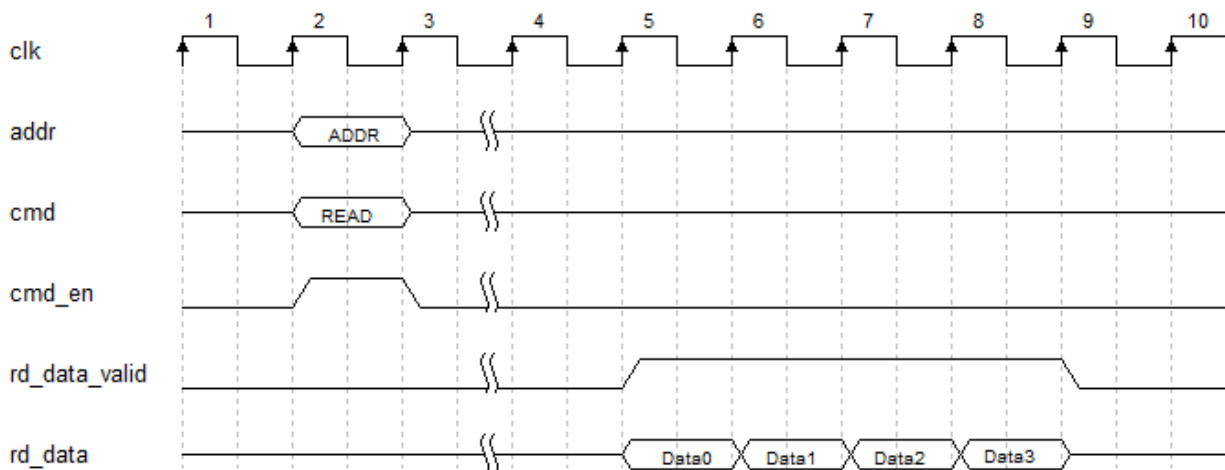 1 2 3 4 5 6 7 8 9 10
clk
addr ADDR
cmd READ
cmd_en
rd_data_valid
rd_data Data0 Data1 Data2 Data3